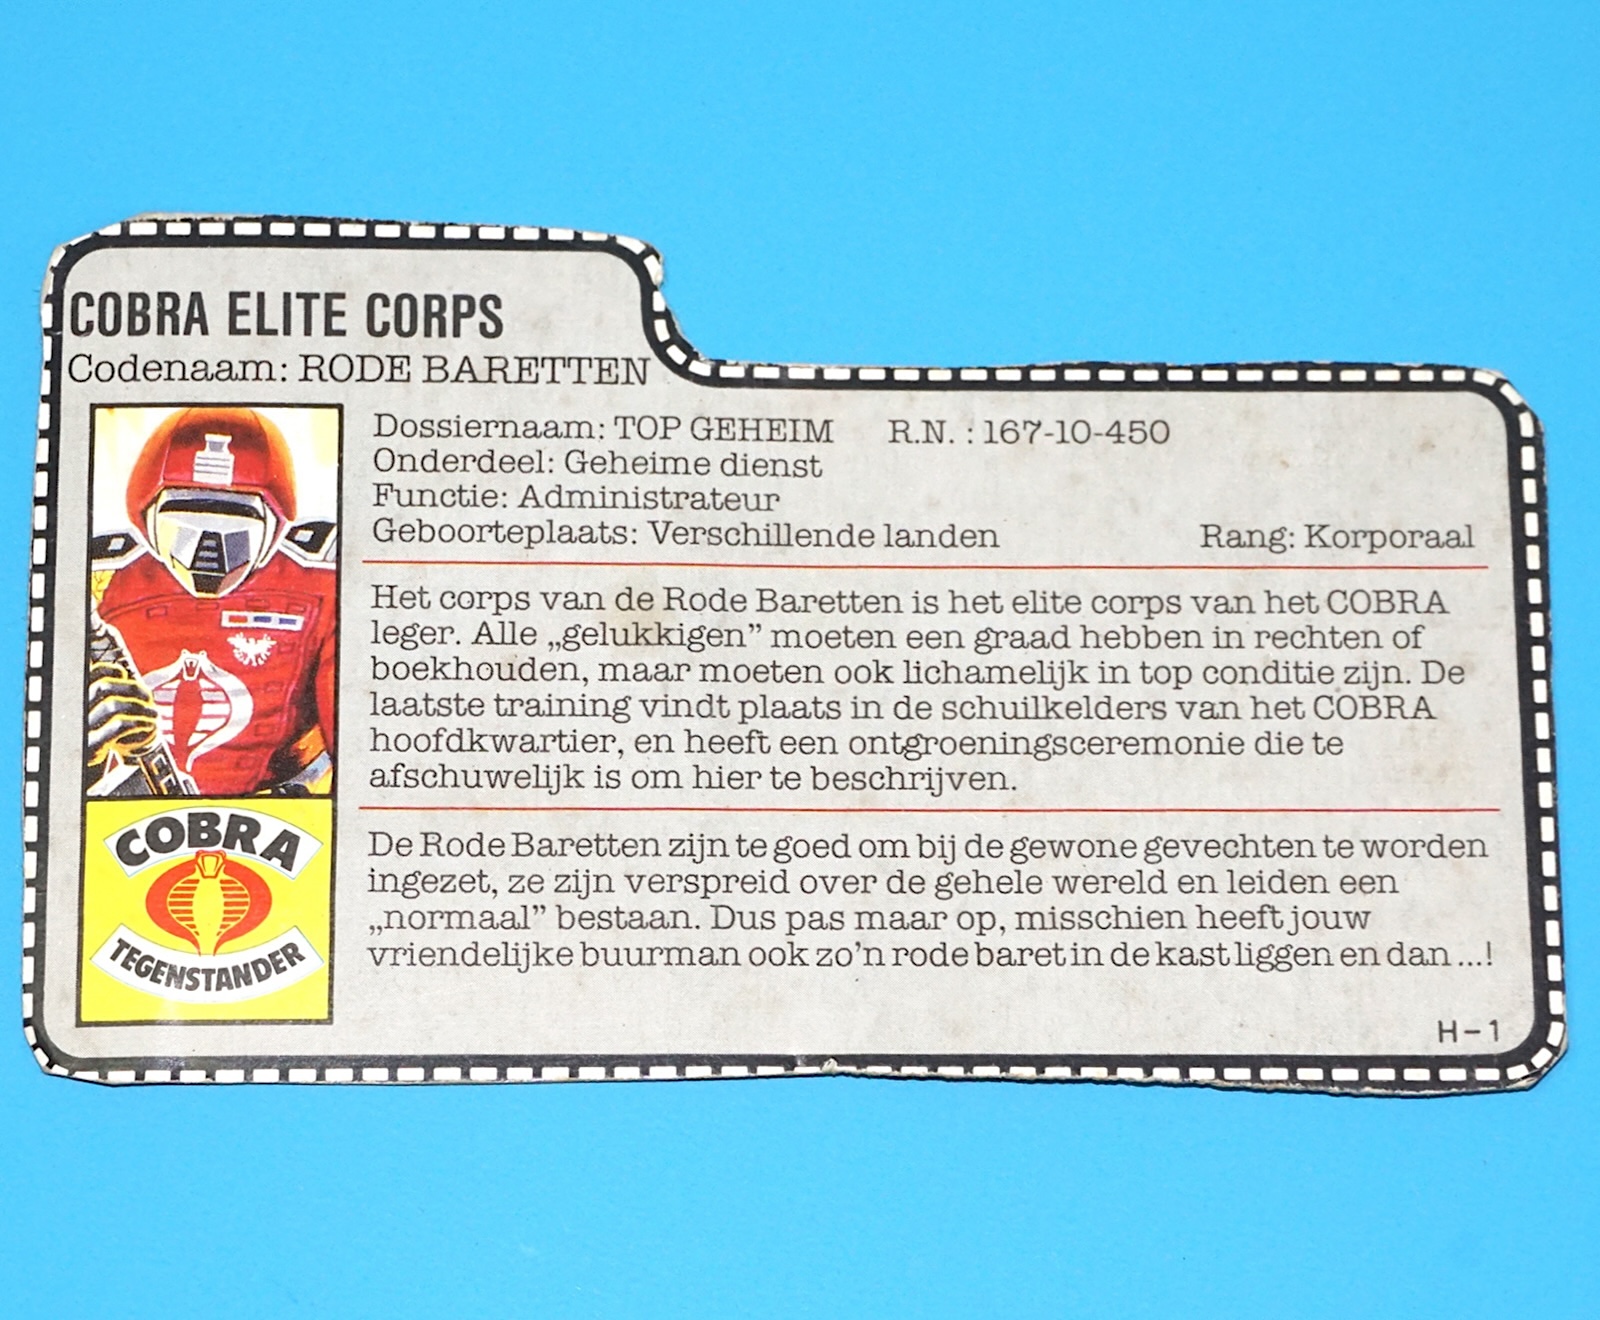 COBRA ELITE CORPS
Codenaam: RODE BARETTEN
Dossiernaam: TOP GEHEIM R.N. : 167-10-450
Onderdeel: Geheime dienst
Functie: Administrateur
Geboorteplaats: Verschillende landen Rang: Korporaal
Het corps van de Rode Baretten is het elite corps van het COBRA
leger. Alle „gelukkigen” moeten een graad hebben in rechten of
boekhouden, maar moeten ook lichamelijk in top conditie zijn. De
laatste training vindt plaats in de schuilkelders van het COBRA
hoofdkwartier, en heeft een ontgroeningsceremonie die te
afschuwelijk is om hier te beschrijven.
De Rode Baretten zijn te goed om bij de gewone gevechten te worden
ingezet, ze zijn verspreid over de gehele wereld en leiden een
„normaal” bestaan. Dus pas maar op, misschien heeft jouw
vriendelijke buurman ook zo’n rode baret in de kast liggen en dan ...!
COBRA
TEGENSTANDER
H-1